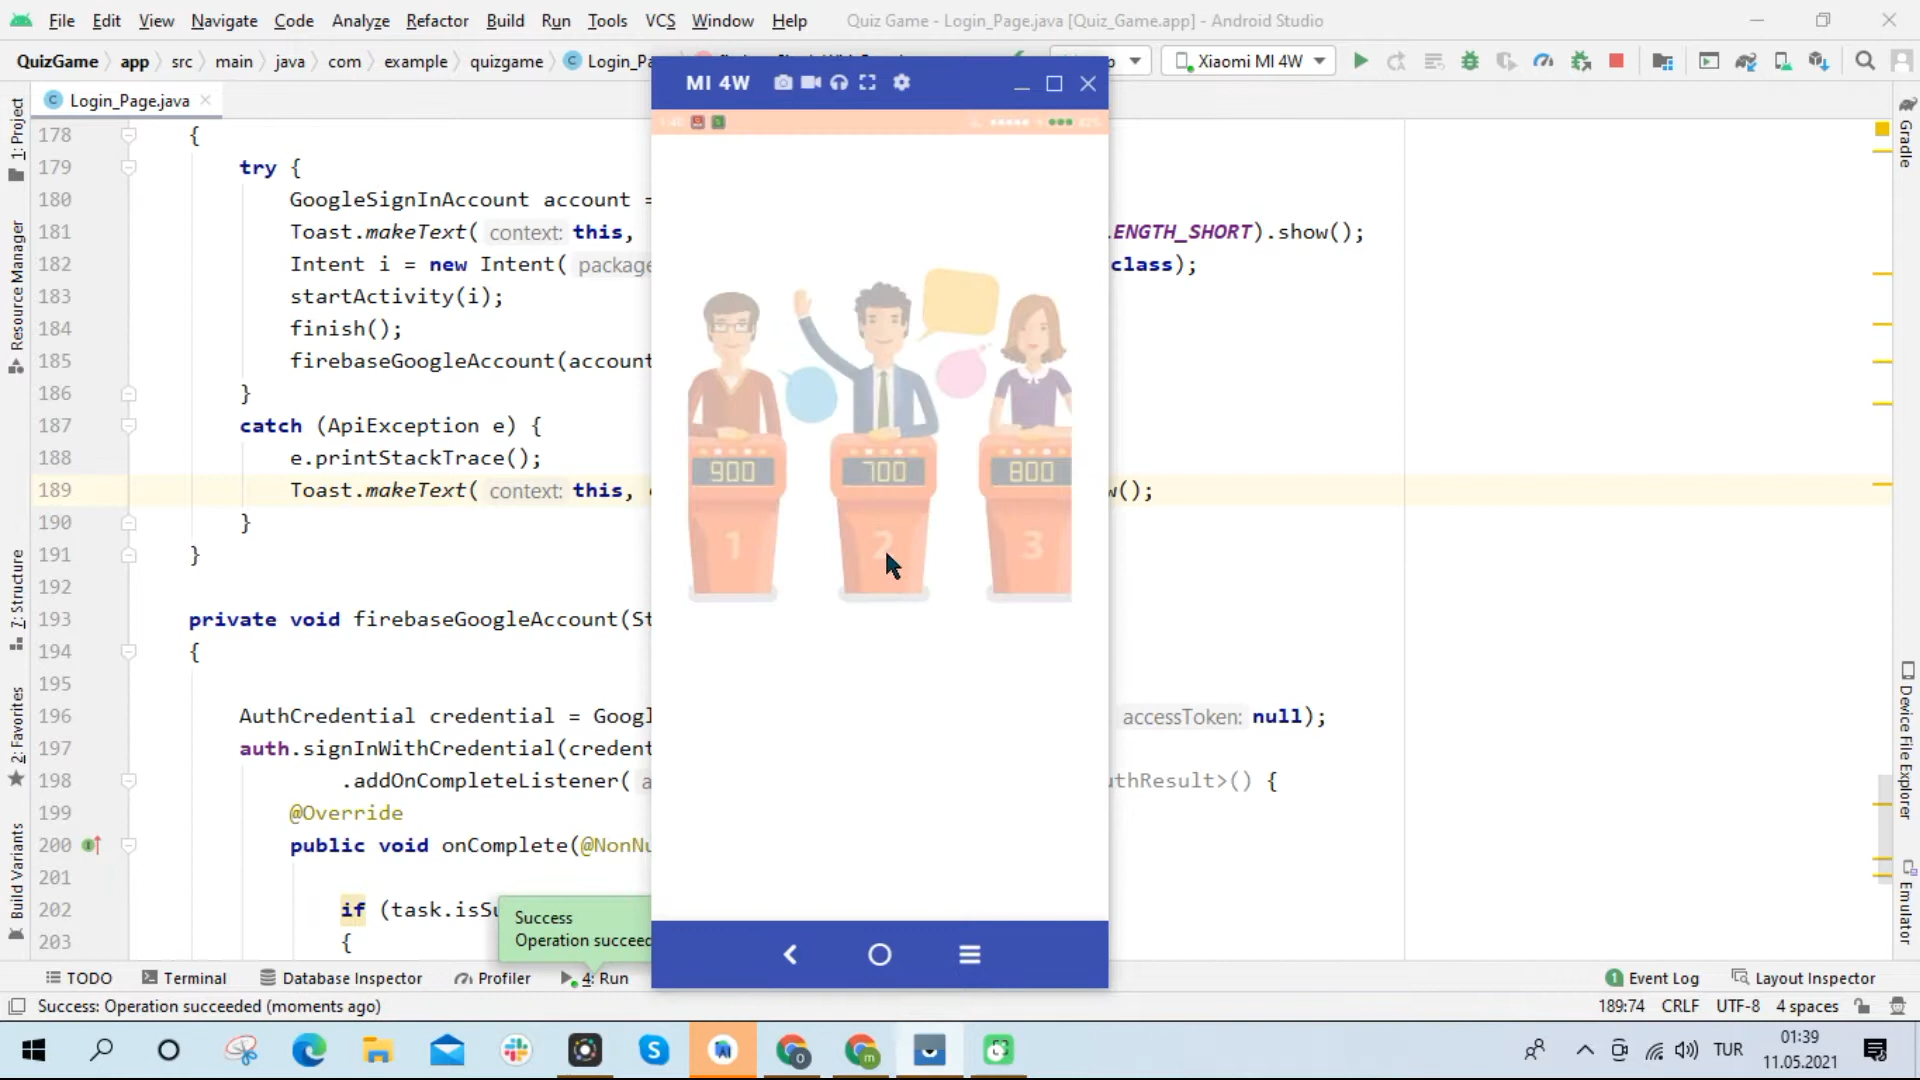 File Edit View Navigate Code Analyze Refactor Build Run Tools VCS Window Help Quiz Game - Login_Page.java [Quiz_Game.app] - Android Studio
QuizGame app src main java com example quizgame Login_Pa Xiaomi MI 4W
MI 4W
Login_Page.java
1: Project
Resource Manager
7: Structure
2: Favorites
Build Variants
Gradle
Device File Explorer
Emulator
178 {
179 try {
180 GoogleSignInAccount account =
181 Toast.makeText( context: this, ENGTH_SHORT).show();
182 Intent i = new Intent( package class);
183 startActivity(i);
184 finish();
185 firebaseGoogleAccount(account
186 }
187 catch (ApiException e) {
188 e.printStackTrace();
189 Toast.makeText( context: this, w();
190 }
191 }
192
193 private void firebaseGoogleAccount(St
194 {
195
196 AuthCredential credential = Googl accessToken: null);
197 auth.signInWithCredential(credent
198 .addOnCompleteListener( a uthResult>() {
199 @Override
200 public void onComplete(@NonNu
201
202 if (task.isSu
203 {
900 700 800
1 2 3
Success
Operation succeed
TODO Terminal Database Inspector Profiler 4: Run 1 Event Log Layout Inspector
Success: Operation succeeded (moments ago) 189:74 CRLF UTF-8 4 spaces
TUR
01:39
11.05.2021